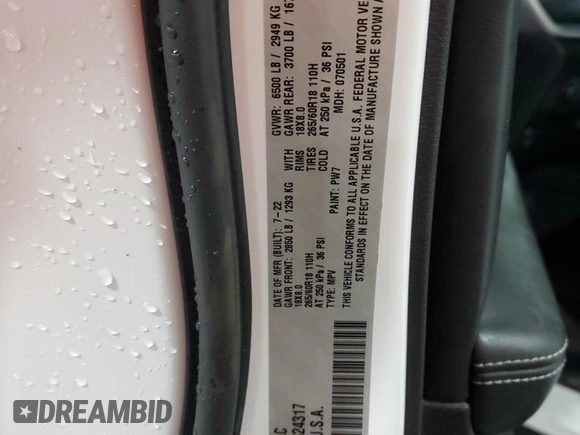 DATE OF MFR (BUILT): 7-22 GVWR: 6500 LB / 2949 KG
GAWR FRONT: 2850 LB / 1293 KG WITH GAWR REAR: 3700 LB /
18X8.0 RIMS 18X8.0
265/60R18 110H TIRES 265/60R18 110H
AT 250 kPa / 36 PSI COLD AT 250 kPa / 36 PSI
TYPE: MPV PAINT: PW7 MDH: 070501
THIS VEHICLE CONFORMS TO ALL APPLICABLE U.S.A. FEDERAL MOTOR
STANDARDS IN EFFECT ON THE DATE OF MANUFACTURE SHOWN
24317
U.S.A.
DREAMBID